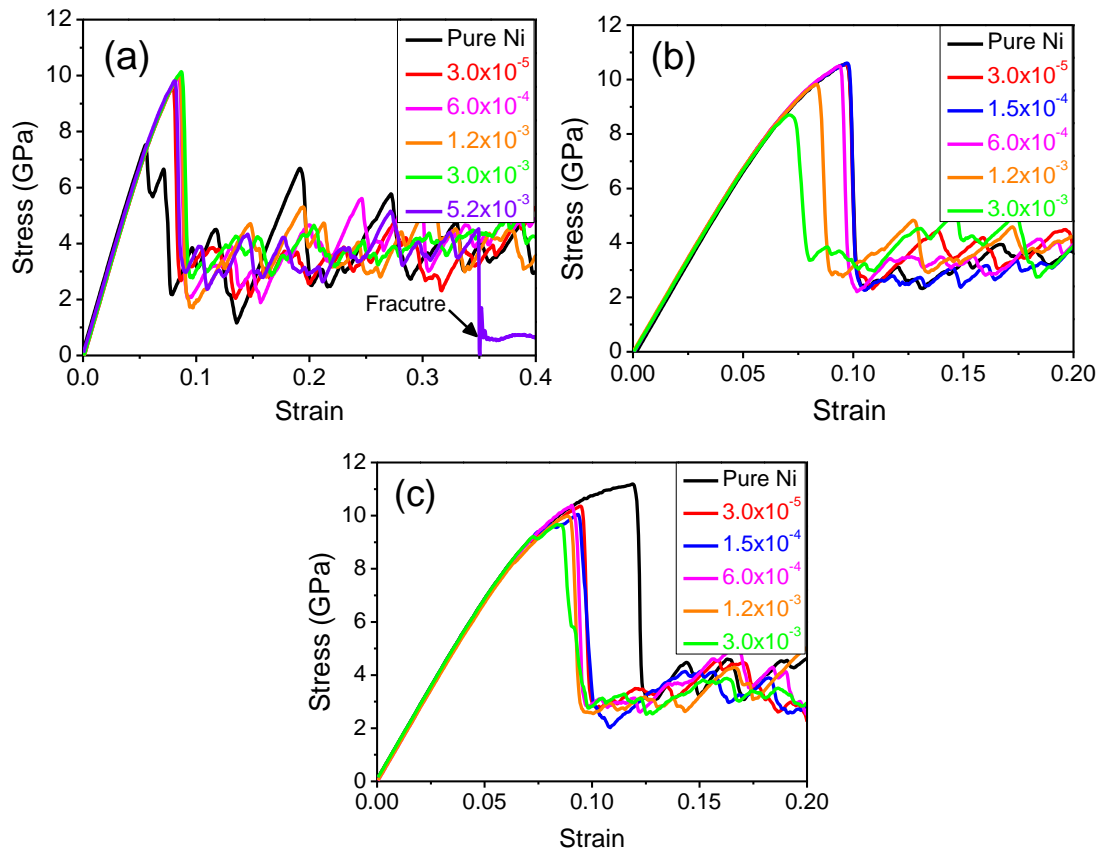 (a)
Pure Ni
3.0x10-5
6.0x10-4
1.2x10-3
3.0x10-3
5.2x10-3
Fracutre
12
10
8
6
4
2
0
Stress (GPa)
0.0 0.1 0.2 0.3 0.4
Strain
(b)
Pure Ni
3.0x10-5
1.5x10-4
6.0x10-4
1.2x10-3
3.0x10-3
12
10
8
6
4
2
0
Stress (GPa)
0.00 0.05 0.10 0.15 0.20
Strain
(c)
Pure Ni
3.0x10-5
1.5x10-4
6.0x10-4
1.2x10-3
3.0x10-3
12
10
8
6
4
2
0
Stress (GPa)
0.00 0.05 0.10 0.15 0.20
Strain